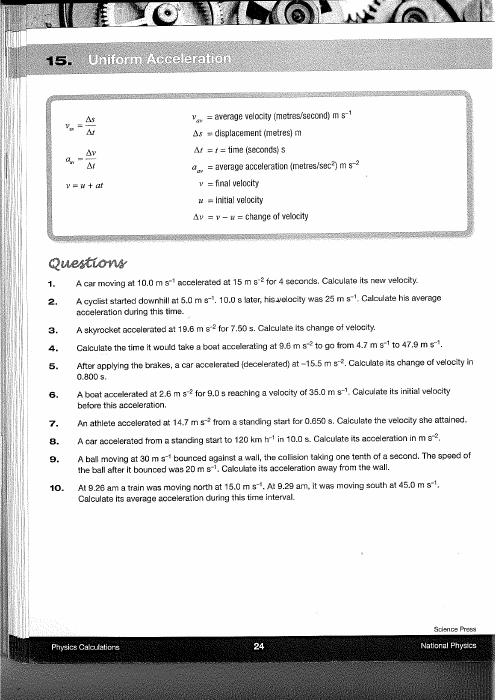 15. Uniform Acceleration
v_av = Δs/Δt
a_av = Δv/Δt
v = u + at
v_av = average velocity (metres/second) m s⁻¹
Δs = displacement (metres) m
Δt = t = time (seconds) s
a_av = average acceleration (metres/sec²) m s⁻²
v = final velocity
u = initial velocity
Δv = v − u = change of velocity
Questions
1. A car moving at 10.0 m s⁻¹ accelerated at 15 m s⁻² for 4 seconds. Calculate its new velocity.
2. A cyclist started downhill at 5.0 m s⁻¹. 10.0 s later, his velocity was 25 m s⁻¹. Calculate his average
acceleration during this time.
3. A skyrocket accelerated at 19.6 m s⁻² for 7.50 s. Calculate its change of velocity.
4. Calculate the time it would take a boat accelerating at 9.6 m s⁻² to go from 4.7 m s⁻¹ to 47.9 m s⁻¹.
5. After applying the brakes, a car accelerated (decelerated) at −15.5 m s⁻². Calculate its change of velocity in
0.800 s.
6. A boat accelerated at 2.6 m s⁻² for 9.0 s reaching a velocity of 35.0 m s⁻¹. Calculate its initial velocity
before this acceleration.
7. An athlete accelerated at 14.7 m s⁻² from a standing start for 0.650 s. Calculate the velocity she attained.
8. A car accelerated from a standing start to 120 km h⁻¹ in 10.0 s. Calculate its acceleration in m s⁻².
9. A ball moving at 30 m s⁻¹ bounced against a wall, the collision taking one tenth of a second. The speed of
the ball after it bounced was 20 m s⁻¹. Calculate its acceleration away from the wall.
10. At 9.26 am a train was moving north at 15.0 m s⁻¹. At 9.29 am, it was moving south at 45.0 m s⁻¹.
Calculate its average acceleration during this time interval.
Science Press
Physics Calculations 24 National Physics